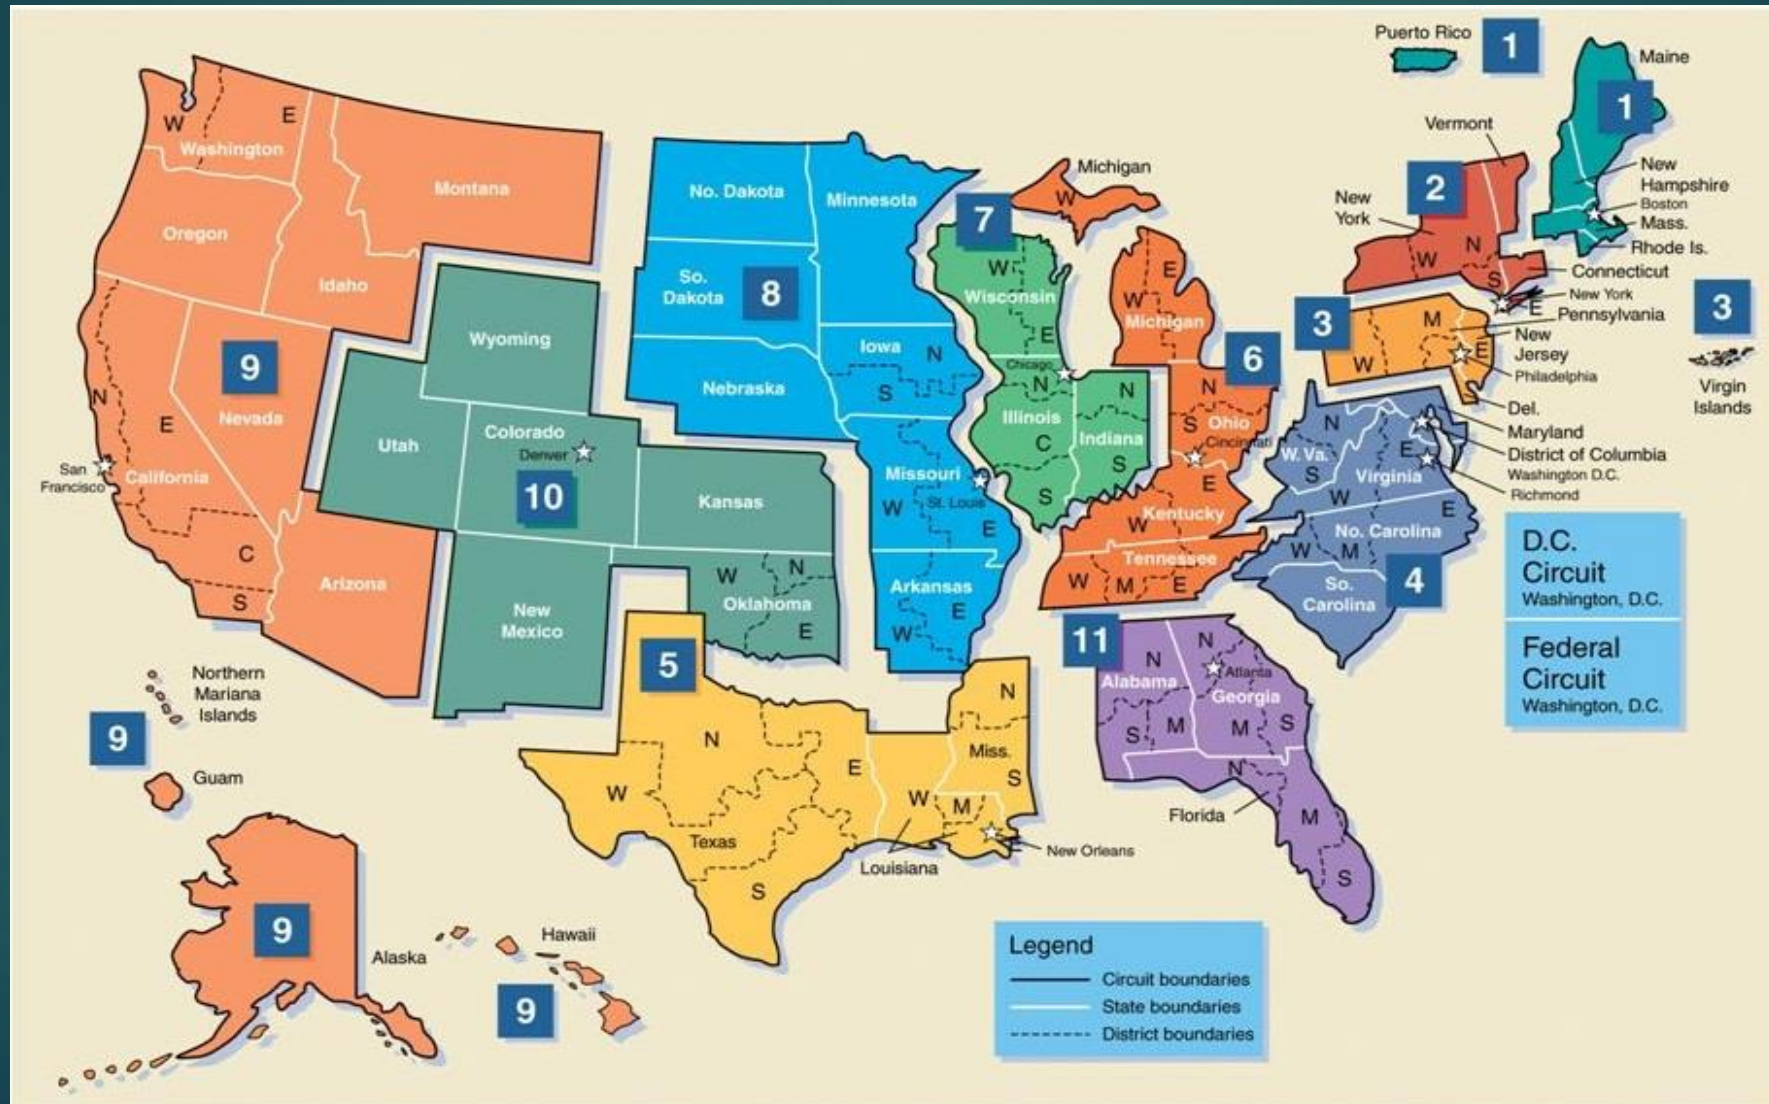 Puerto Rico
1
Maine
1
Vermont
2
New
York
N
W
S
E
New
Hampshire
Boston
Mass.
Rhode Is.
Connecticut
New York
Pennsylvania
3
M
W
E
New
Jersey
Philadelphia
Del.
3
Virgin
Islands
Maryland
District of Columbia
Washington D.C.
Richmond
N
W. Va.
S
E
Virginia
W
E
No. Carolina
W
M
So.
Carolina
4
D.C.
Circuit
Washington, D.C.
Federal
Circuit
Washington, D.C.
Michigan
W
E
W
Michigan
6
N
S
Ohio
Cincinnati
E
W
Kentucky
Tennessee
W
M
E
7
W
Wisconsin
E
Chicago
N
N
Illinois
C
Indiana
S
S
No. Dakota
Minnesota
So.
Dakota
8
Iowa
N
S
Nebraska
Missouri
W
St. Louis
E
Arkansas
E
W
W
E
Washington
Montana
Oregon
Idaho
9
Nevada
N
E
San
Francisco
California
C
S
Arizona
Wyoming
Utah
Colorado
Denver
10
Kansas
W
N
Oklahoma
E
New
Mexico
5
N
W
E
Texas
S
W
M
Louisiana
N
Miss.
S
New Orleans
11
N
Alabama
S
M
N
Atlanta
Georgia
M
S
N
Florida
M
S
Northern
Mariana
Islands
9
Guam
9
Alaska
Hawaii
9
Legend
Circuit boundaries
State boundaries
District boundaries